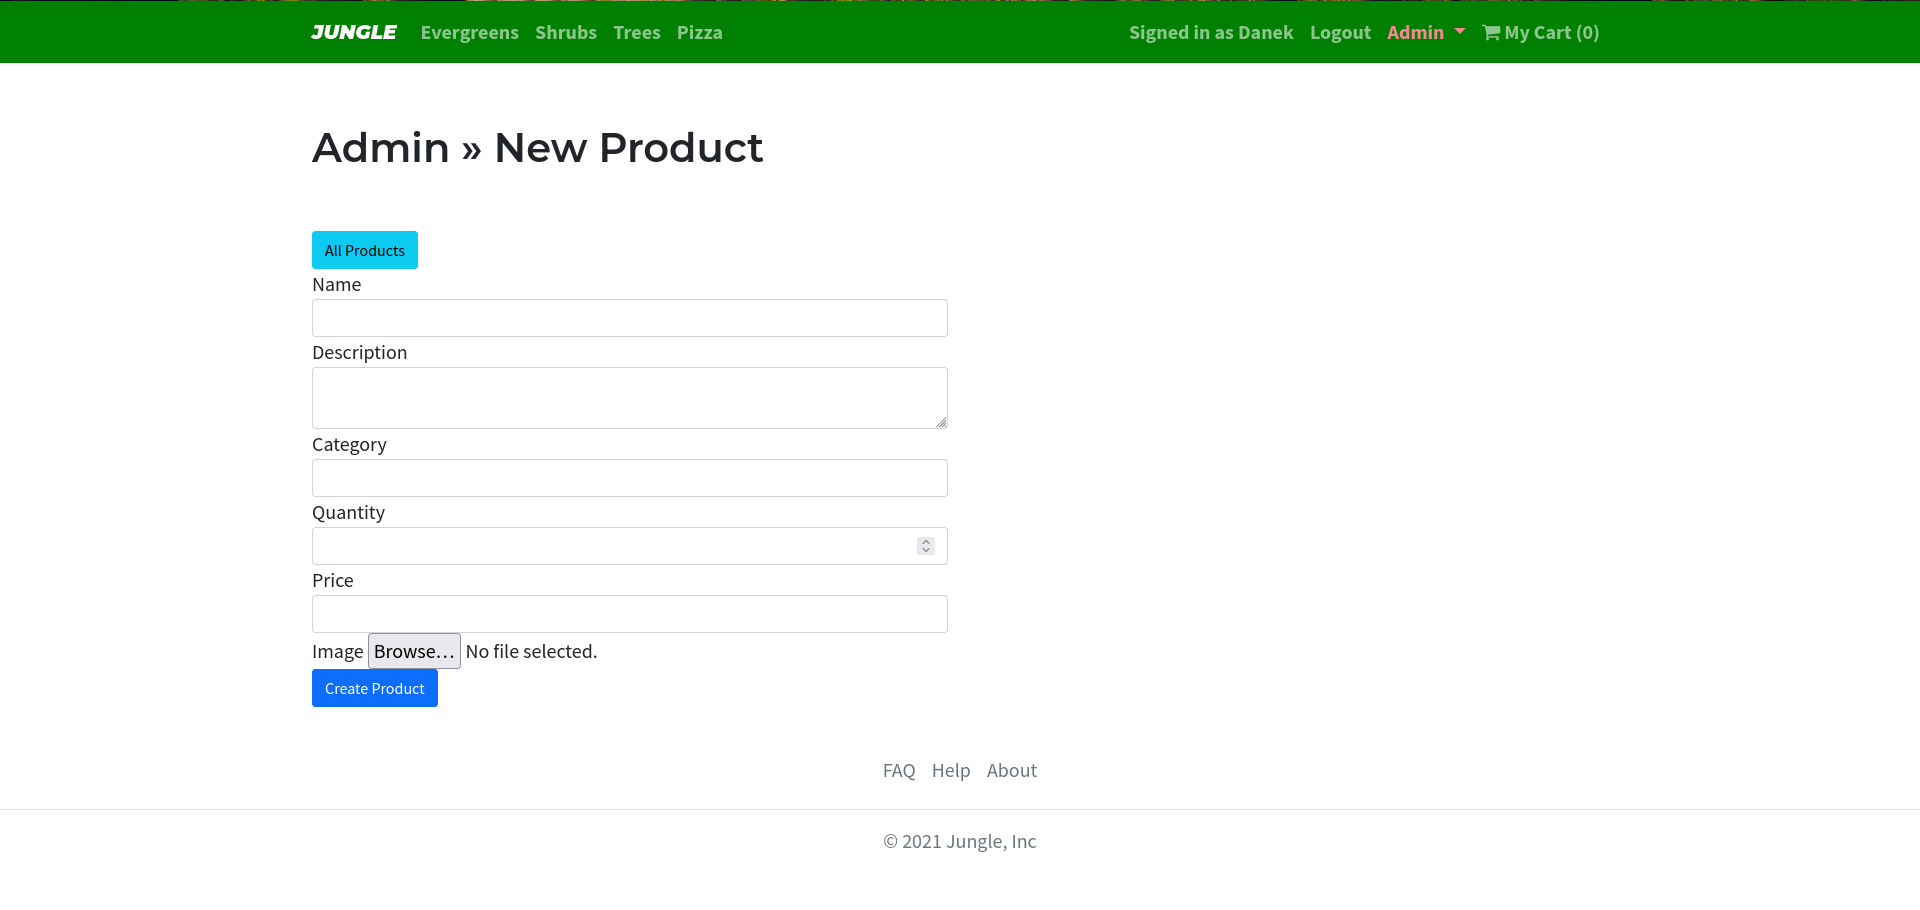 JUNGLE Evergreens Shrubs Trees Pizza Signed in as Danek Logout Admin My Cart (0)
Admin » New Product
All Products
Name
Description
Category
Quantity
Price
Image Browse… No file selected.
Create Product
FAQ Help About
© 2021 Jungle, Inc